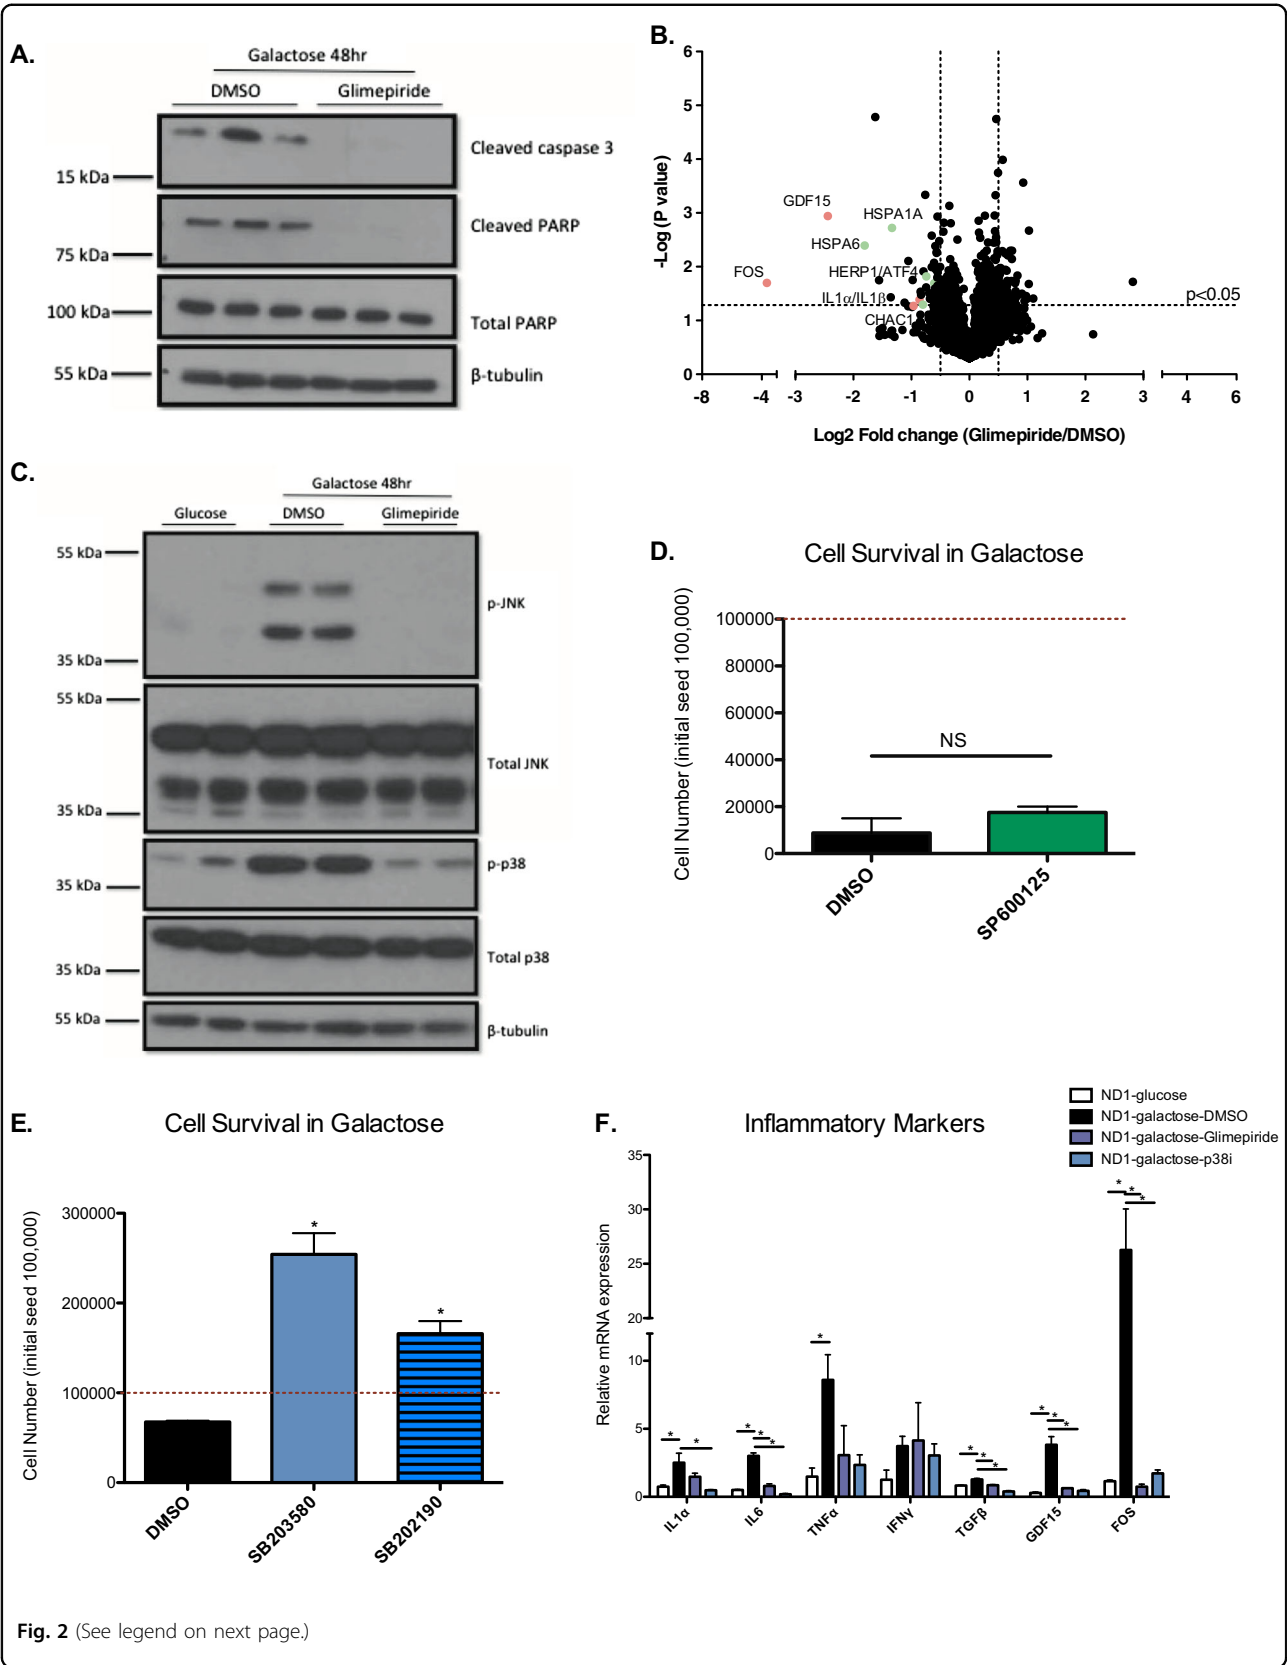 A.
Galactose 48hr
DMSO Glimepiride
Cleaved caspase 3
15 kDa
Cleaved PARP
75 kDa
100 kDa
Total PARP
55 kDa
β-tubulin
B.
6
5
4
3
2
1
0
-Log (P value)
GDF15
HSPA1A
HSPA6
FOS
HERP1/ATF4
IL1α/IL1β
CHAC1
p<0.05
-8 -4 -3 -2 -1 0 1 2 3 4 6
Log2 Fold change (Glimepiride/DMSO)
C.
Galactose 48hr
Glucose DMSO Glimepiride
55 kDa
p-JNK
35 kDa
55 kDa
Total JNK
35 kDa
p-p38
35 kDa
Total p38
35 kDa
55 kDa
β-tubulin
D.
Cell Survival in Galactose
Cell Number (initial seed 100,000)
100000
80000
60000
40000
20000
0
NS
DMSO
SP600125
E.
Cell Survival in Galactose
Cell Number (initial seed 100,000)
300000
200000
100000
0
*
*
DMSO
SB203580
SB202190
F.
Inflammatory Markers
ND1-glucose
ND1-galactose-DMSO
ND1-galactose-Glimepiride
ND1-galactose-p38i
Relative mRNA expression
35
30
25
20
10
5
0
* *
* * *
*
* * *
* * *
* * *
IL1α
IL6
TNFα
IFNγ
TGFβ
GDF15
FOS
Fig. 2 (See legend on next page.)